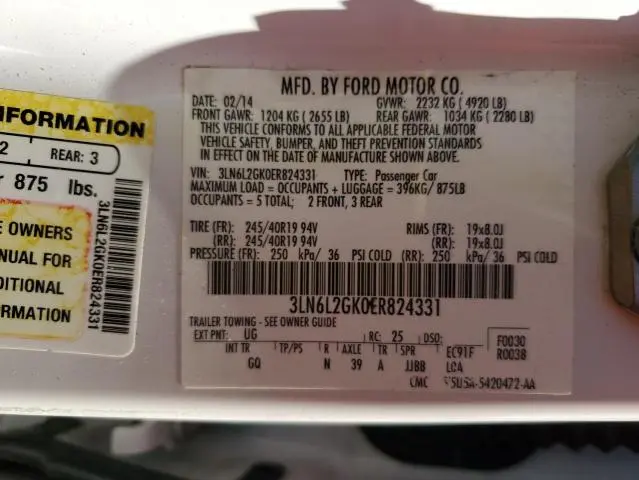 INFORMATION
2 REAR: 3
r 875 lbs.
E OWNERS
ANUAL FOR
DITIONAL
ORMATION
3LN6L2GK0ER824331
MFD. BY FORD MOTOR CO.
DATE: 02/14 GVWR: 2232 KG ( 4920 LB)
FRONT GAWR: 1204 KG ( 2655 LB) REAR GAWR: 1034 KG ( 2280 LB)
THIS VEHICLE CONFORMS TO ALL APPLICABLE FEDERAL MOTOR
VEHICLE SAFETY, BUMPER, AND THEFT PREVENTION STANDARDS
IN EFFECT ON THE DATE OF MANUFACTURE SHOWN ABOVE.
VIN: 3LN6L2GK0ER824331 TYPE: Passenger Car
MAXIMUM LOAD = OCCUPANTS + LUGGAGE = 396KG/ 875LB
OCCUPANTS = 5 TOTAL; 2 FRONT, 3 REAR
TIRE (FR): 245/40R19 94V RIMS (FR): 19x8.0J
(RR): 245/40R19 94V (RR): 19x8.0J
PRESSURE (FR): 250 kPa/ 36 PSI COLD (RR): 250 kPa/ 36 PSI COLD
3LN6L2GK0ER824331
TRAILER TOWING - SEE OWNER GUIDE
EXT PNT: UG RC: 25 DSO: F0030
INT TR TP/PS R AXLE TR SPR EC91F R0038
GQ N 39 A JJBB LCA
CMC 5U5A-5420472-AA